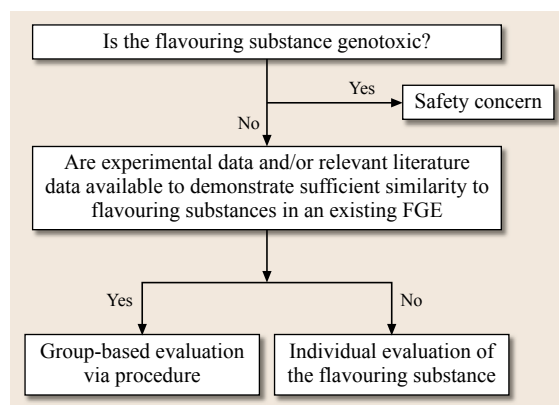 Is the flavouring substance genotoxic?
Yes
Safety concern
No
Are experimental data and/or relevant literature
data available to demonstrate sufficient similarity to
flavouring substances in an existing FGE
Yes
No
Group-based evaluation
via procedure
Individual evaluation of
the flavouring substance